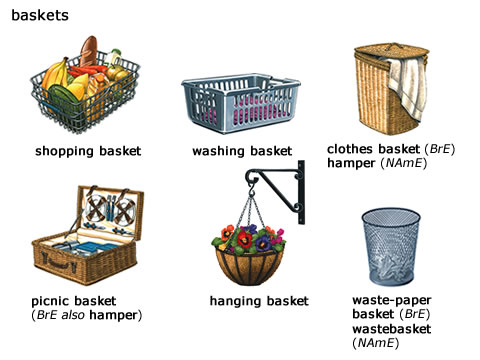 baskets
shopping basket
washing basket
clothes basket (BrE)
hamper (NAmE)
picnic basket
(BrE also hamper)
hanging basket
waste-paper
basket (BrE)
wastebasket
(NAmE)